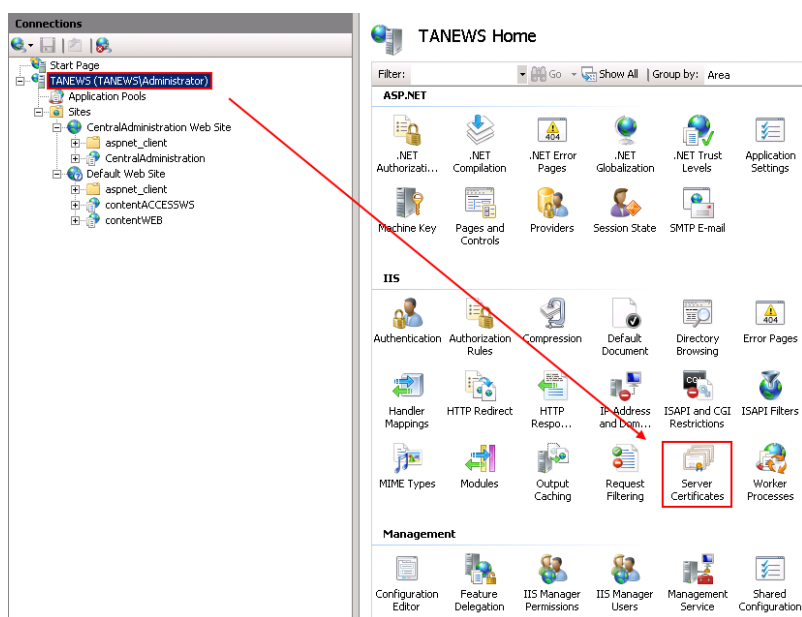 Connections
Start Page
TANEWS (TANEWS\Administrator)
Application Pools
Sites
CentralAdministration Web Site
aspnet_client
CentralAdministration
Default Web Site
aspnet_client
contentACCESSWS
contentWEB
TANEWS Home
Filter: Go Show All Group by: Area
ASP.NET
.NET Authorizati...
.NET Compilation
.NET Error Pages
404
.NET Globalization
.NET Trust Levels
Application Settings
Machine Key
Pages and Controls
Providers
Session State
SMTP E-mail
IIS
Authentication
Authorization Rules
Compression
Default Document
Directory Browsing
404
Error Pages
Handler Mappings
HTTP Redirect
HTTP Respo...
IP Address and Dom...
CGI
ISAPI and CGI Restrictions
ISAPI Filters
MIME Types
Modules
Output Caching
Request Filtering
Server Certificates
Worker Processes
Management
Configuration Editor
Feature Delegation
IIS Manager Permissions
IIS Manager Users
Management Service
Shared Configuration